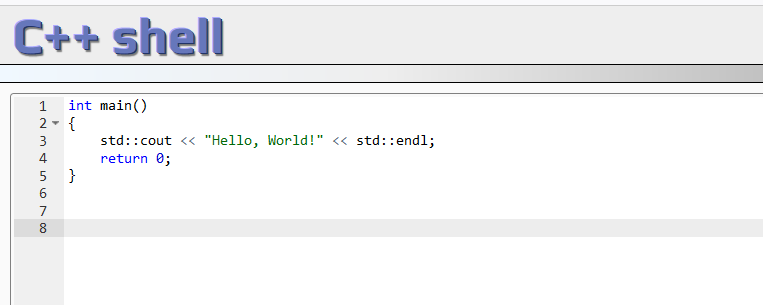 C++ shell
1 int main()
2 {
3     std::cout << "Hello, World!" << std::endl;
4     return 0;
5 }
6
7
8